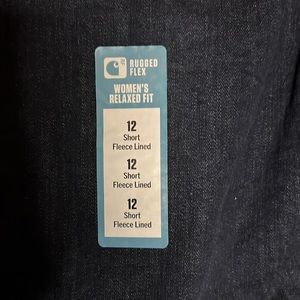 RUGGED
FLEX
WOMEN'S
RELAXED FIT
12
Short
Fleece Lined
12
Short
Fleece Lined
12
Short
Fleece Lined